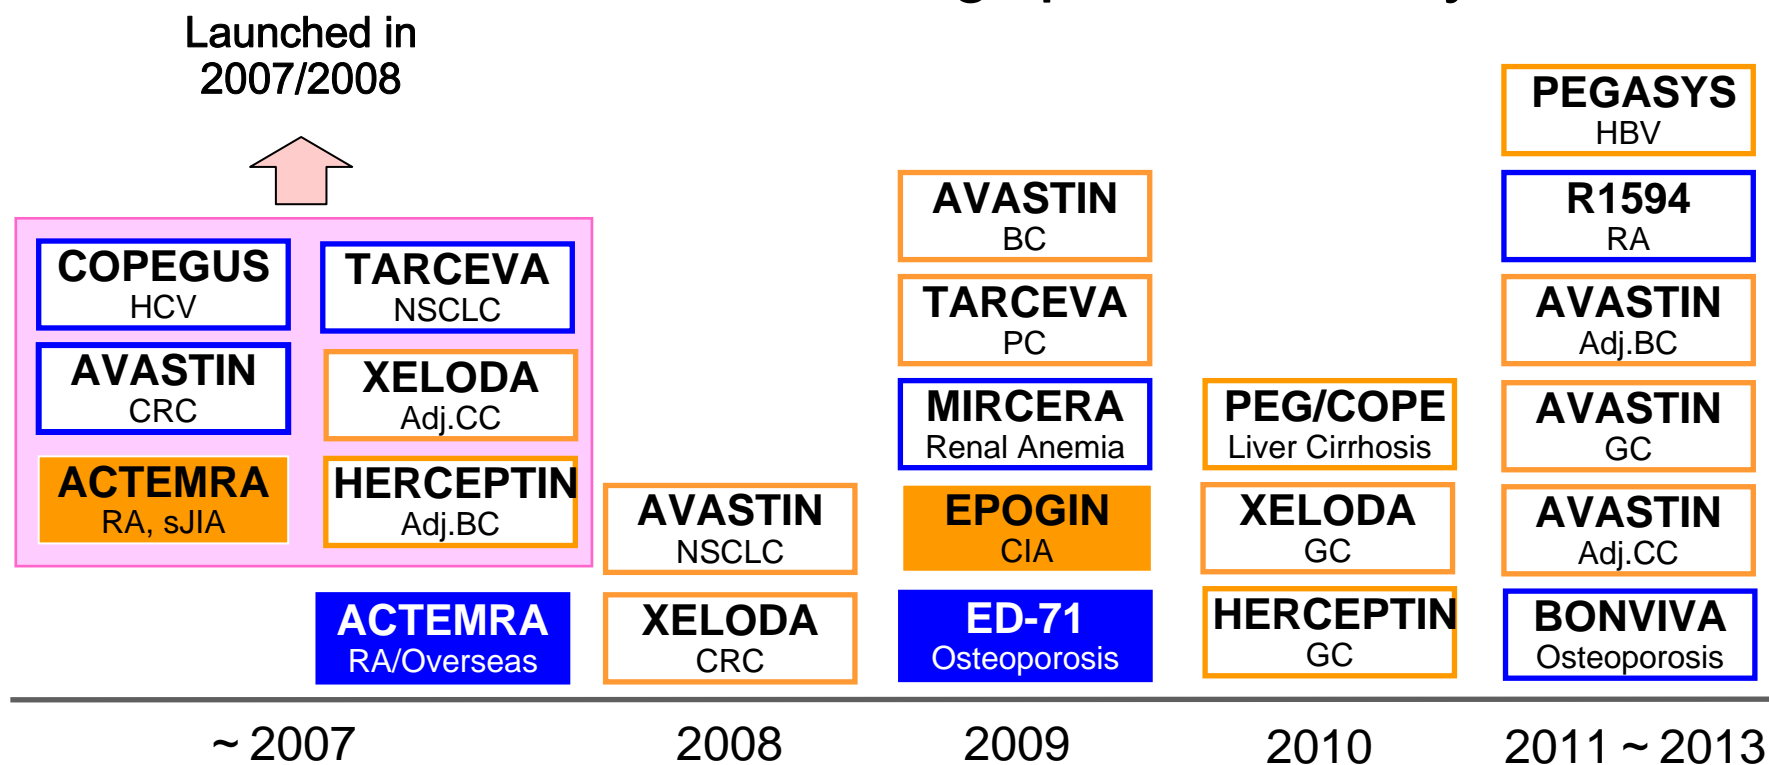 Launched in
2007/2008
COPEGUS
HCV
TARCEVA
NSCLC
AVASTIN
CRC
XELODA
Adj.CC
ACTEMRA
RA, sJIA
HERCEPTIN
Adj.BC
ACTEMRA
RA/Overseas
AVASTIN
NSCLC
XELODA
CRC
AVASTIN
BC
TARCEVA
PC
MIRCERA
Renal Anemia
EPOGIN
CIA
ED-71
Osteoporosis
PEG/COPE
Liver Cirrhosis
XELODA
GC
HERCEPTIN
GC
PEGASYS
HBV
R1594
RA
AVASTIN
Adj.BC
AVASTIN
GC
AVASTIN
Adj.CC
BONVIVA
Osteoporosis
~ 2007
2008
2009
2010
2011 ~ 2013